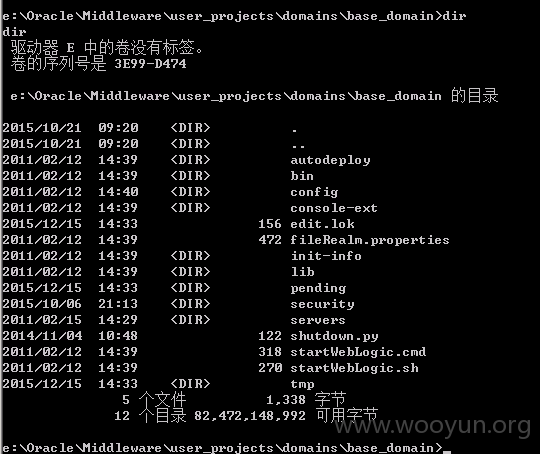 e:\Oracle\Middleware\user_projects\domains\base_domain>dir
dir
驱动器 E 中的卷没有标签。
卷的序列号是 3E99-D474
e:\Oracle\Middleware\user_projects\domains\base_domain 的目录
2015/10/21 09:20 <DIR> .
2015/10/21 09:20 <DIR> ..
2011/02/12 14:39 <DIR> autodeploy
2011/02/12 14:39 <DIR> bin
2011/02/12 14:40 <DIR> config
2011/02/12 14:39 <DIR> console-ext
2015/12/15 14:33 156 edit.lok
2011/02/12 14:39 472 fileRealm.properties
2011/02/12 14:39 <DIR> init-info
2011/02/12 14:39 <DIR> lib
2015/12/15 14:33 <DIR> pending
2015/10/06 21:13 <DIR> security
2011/02/12 14:29 <DIR> servers
2014/11/04 10:48 122 shutdown.py
2011/02/12 14:39 318 startWebLogic.cmd
2011/02/12 14:39 270 startWebLogic.sh
2015/12/15 14:33 <DIR> tmp
5 个文件 1,338 字节
12 个目录 82,472,148,992 可用字节
www.wooyun.org
e:\Oracle\Middleware\user_projects\domains\base_domain>